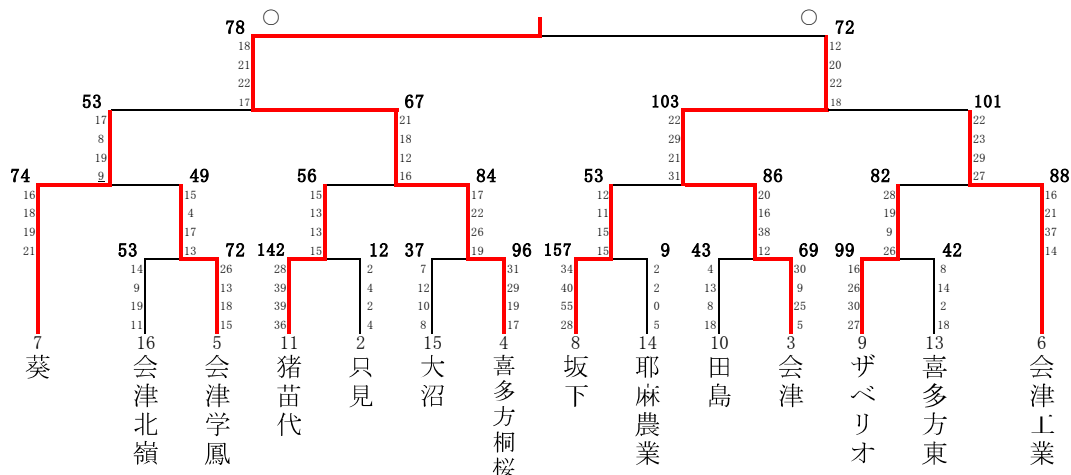 ○ ○
78 72
18 12
21 20
22 22
17 18
53 67 103 101
17 21 22 22
8 18 29 23
19 12 21 29
9 16 31 27
74 49 56 84 53 86 82 88
16 15 15 17 12 20 28 16
18 4 13 22 11 16 19 21
19 17 13 26 15 38 9 37
21 13 15 19 15 12 26 14
53 72 142 12 37 96 157 9 43 69 99 42
14 26 28 2 7 31 34 2 4 30 16 8
9 13 39 4 12 29 40 2 13 9 26 14
19 18 39 2 10 19 55 0 8 25 30 2
11 15 36 4 8 17 28 5 18 5 27 18
7 16 5 11 2 15 4 8 14 10 3 9 13 6
葵
会津北嶺
会津学鳳
猪苗代
只見
大沼
喜多方桐桜
坂下
耶麻農業
田島
会津
ザベリオ
喜多方東
会津工業